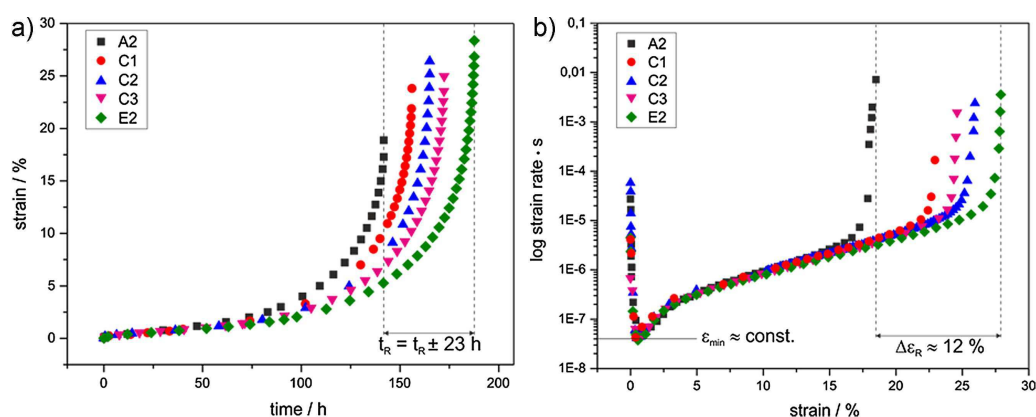 a)
strain / %
30
25
20
15
10
5
0
A2
C1
C2
C3
E2
t_R = t_R ± 23 h
0
50
100
150
200
time / h
b)
log strain rate · s
0,1
0,01
1E-3
1E-4
1E-5
1E-6
1E-7
1E-8
A2
C1
C2
C3
E2
ε_min ≈ const.
Δε_R ≈ 12 %
0
5
10
15
20
25
30
strain / %